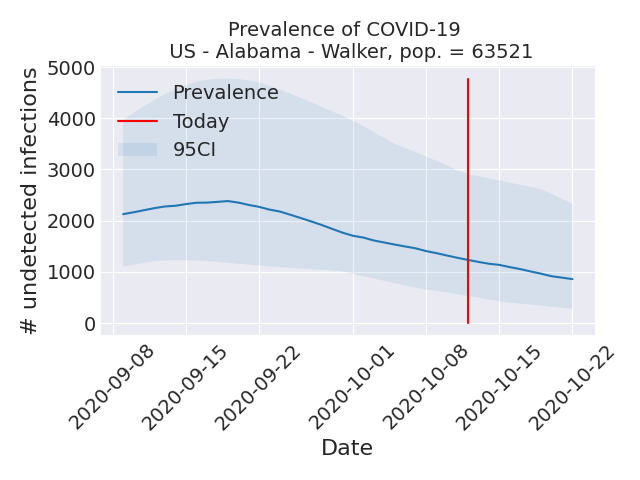 Prevalence of COVID-19
US - Alabama - Walker, pop. = 63521
# undetected infections
5000
4000
3000
2000
1000
0
Prevalence
Today
95CI
2020-09-08
2020-09-15
2020-09-22
2020-10-01
2020-10-08
2020-10-15
2020-10-22
Date